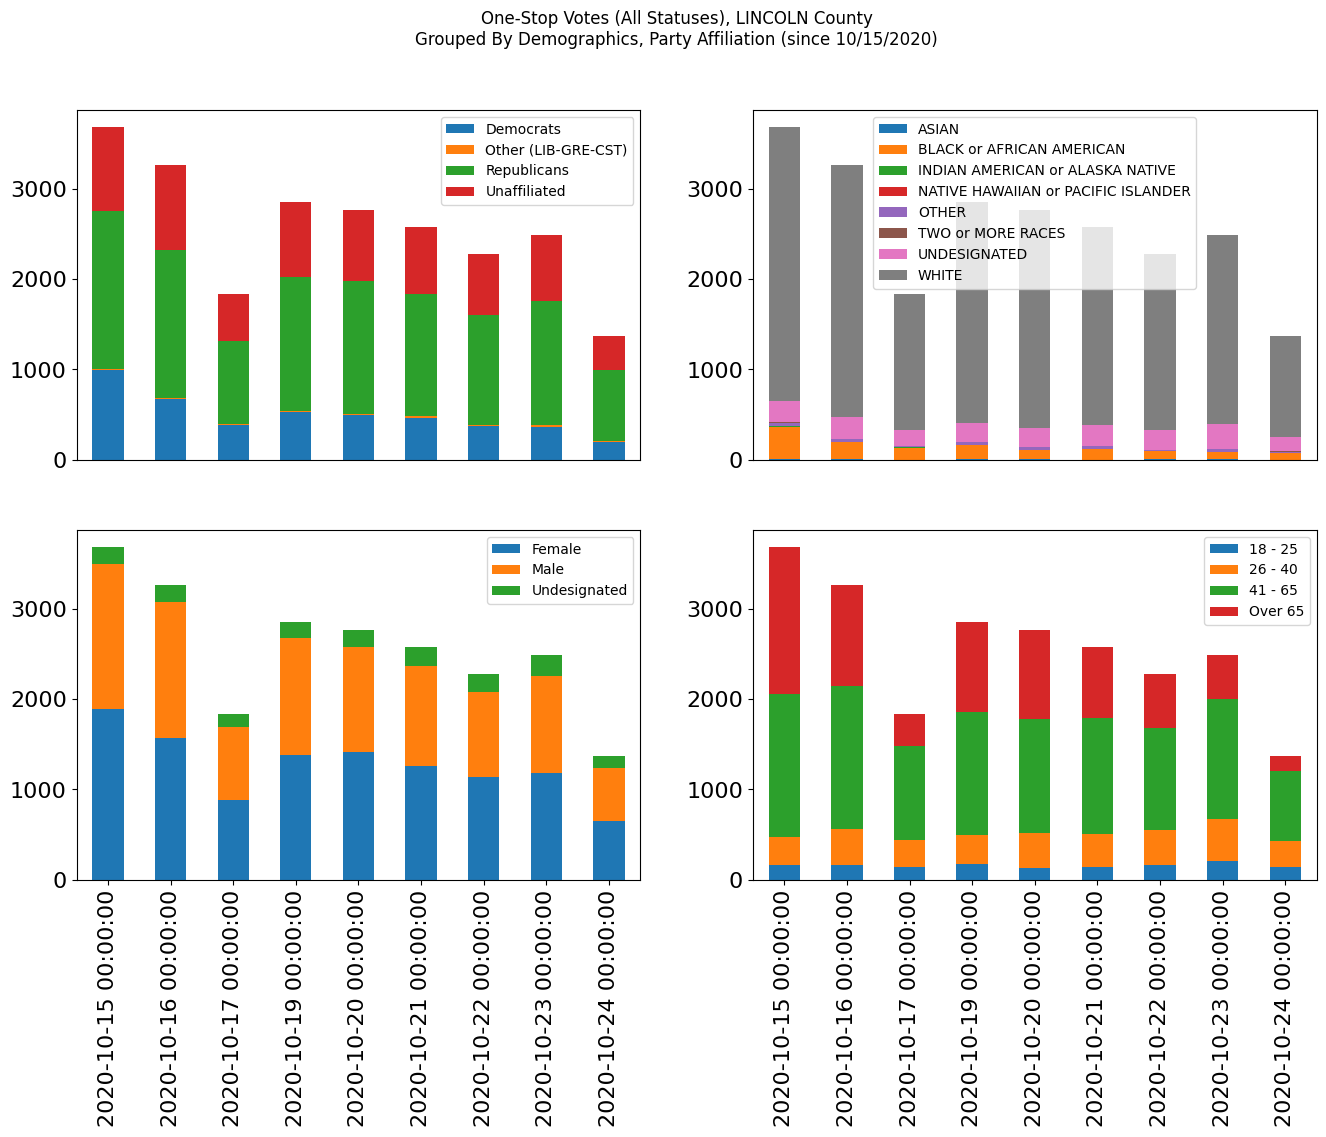 One-Stop Votes (All Statuses), LINCOLN County
Grouped By Demographics, Party Affiliation (since 10/15/2020)
3000
2000
1000
0
Democrats
Other (LIB-GRE-CST)
Republicans
Unaffiliated
3000
2000
1000
0
ASIAN
BLACK or AFRICAN AMERICAN
INDIAN AMERICAN or ALASKA NATIVE
NATIVE HAWAIIAN or PACIFIC ISLANDER
OTHER
TWO or MORE RACES
UNDESIGNATED
WHITE
3000
2000
1000
0
Female
Male
Undesignated
2020-10-15 00:00:00
2020-10-16 00:00:00
2020-10-17 00:00:00
2020-10-19 00:00:00
2020-10-20 00:00:00
2020-10-21 00:00:00
2020-10-22 00:00:00
2020-10-23 00:00:00
2020-10-24 00:00:00
3000
2000
1000
0
18 - 25
26 - 40
41 - 65
Over 65
2020-10-15 00:00:00
2020-10-16 00:00:00
2020-10-17 00:00:00
2020-10-19 00:00:00
2020-10-20 00:00:00
2020-10-21 00:00:00
2020-10-22 00:00:00
2020-10-23 00:00:00
2020-10-24 00:00:00